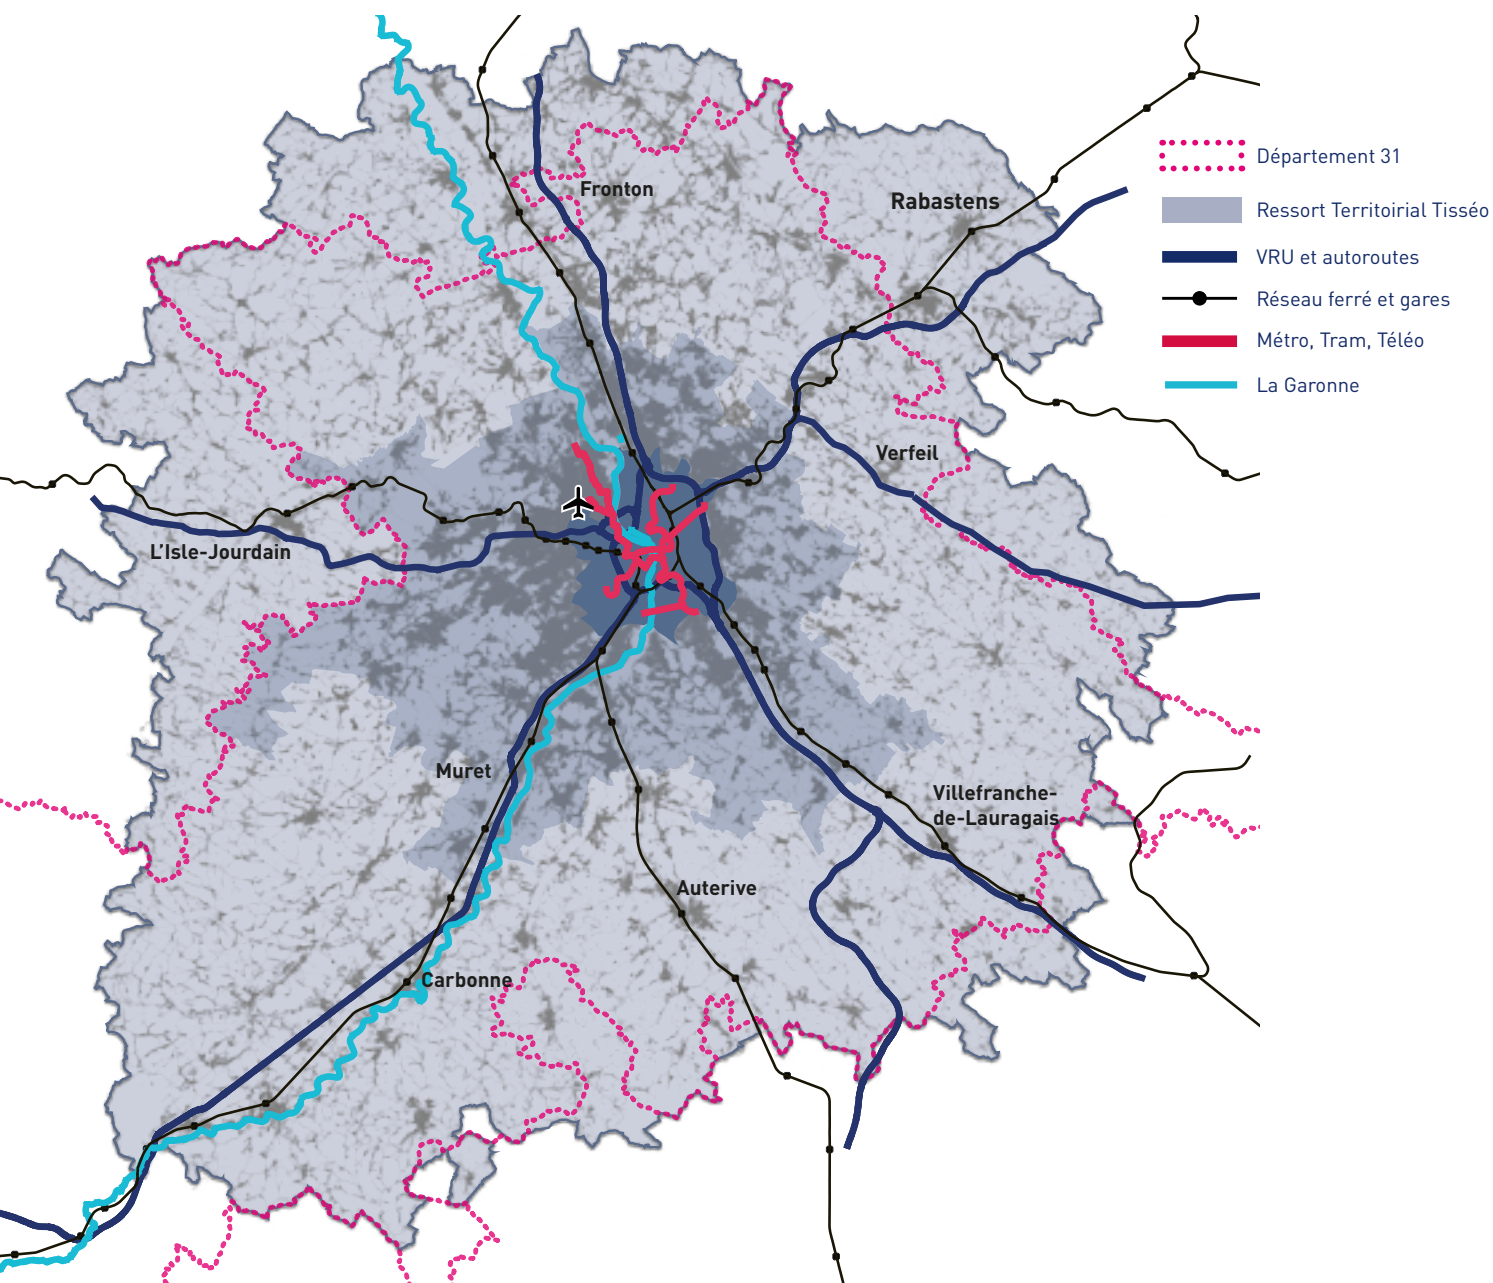 Fronton
Rabastens
Verfeil
L'Isle-Jourdain
Muret
Villefranche-
de-Lauragais
Auterive
Carbonne
Département 31
Ressort Territoirial Tisséo
VRU et autoroutes
Réseau ferré et gares
Métro, Tram, Téléo
La Garonne